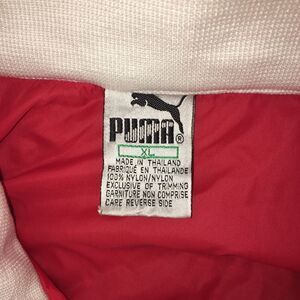 PUMA®
XL
MADE IN THAILAND
FABRIQUÉ EN THAILANDE
100% NYLON/NYLON
EXCLUSIVE OF TRIMMING
GARNITURE NON COMPRISE
CARE REVERSE SIDE